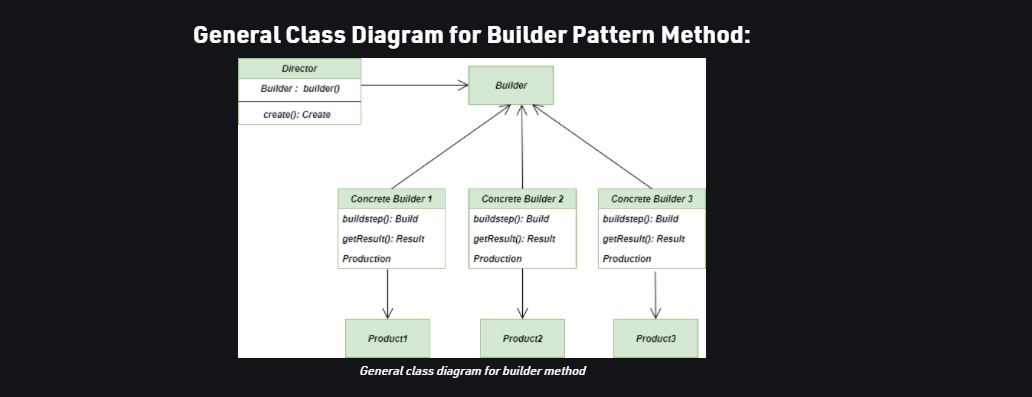 General Class Diagram for Builder Pattern Method:
Director
Builder : builder()
create(): Create
Builder
Concrete Builder 1
buildstep(): Build
getResult(): Result
Production
Concrete Builder 2
buildstep(): Build
getResult(): Result
Production
Concrete Builder 3
buildstep(): Build
getResult(): Result
Production
Product1
Product2
Product3
General class diagram for builder method